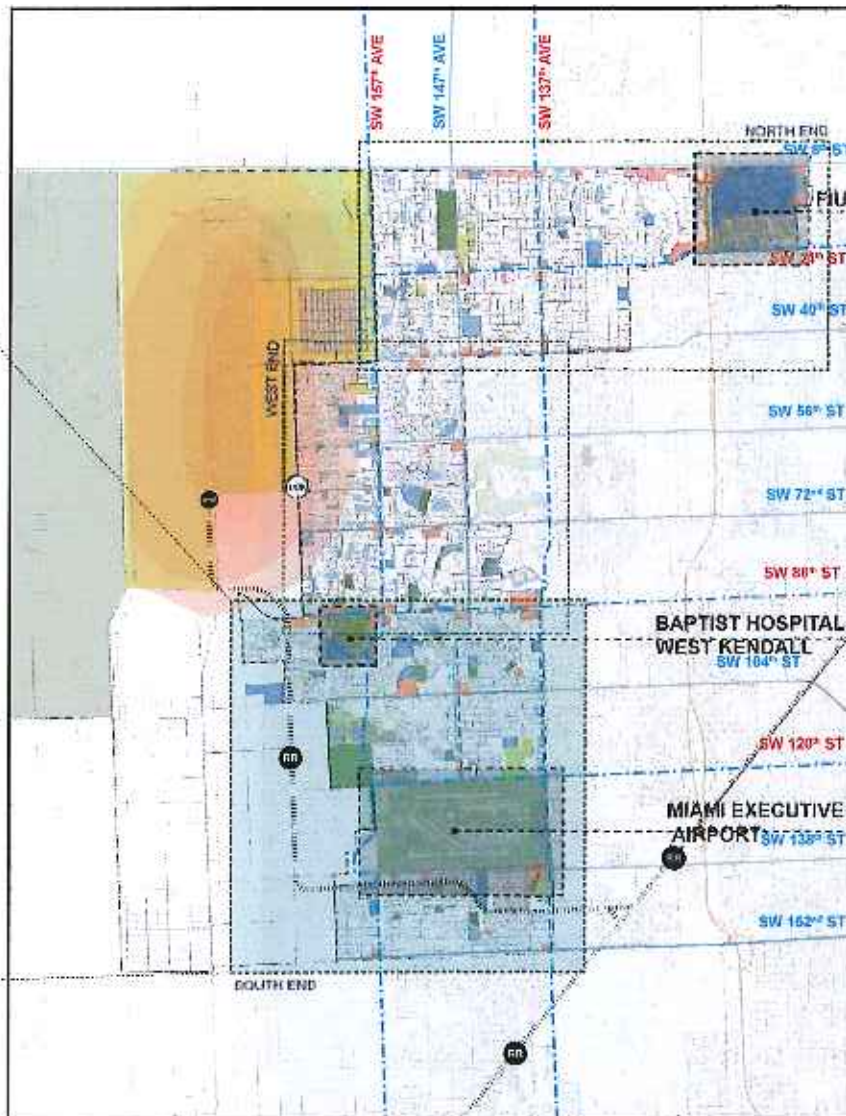 SW 157th AVE
SW 147th AVE
SW 137th AVE
NORTH END
SW 8th ST
FIU
SW 24th ST
SW 40th ST
WEST END
SW 56th ST
SW 72nd ST
SW 88th ST
BAPTIST HOSPITAL
WEST KENDALL
SW 104th ST
SW 120th ST
RR
MIAMI EXECUTIVE
AIRPORT
SW 138th ST
RR
SW 152nd ST
SOUTH END
RR